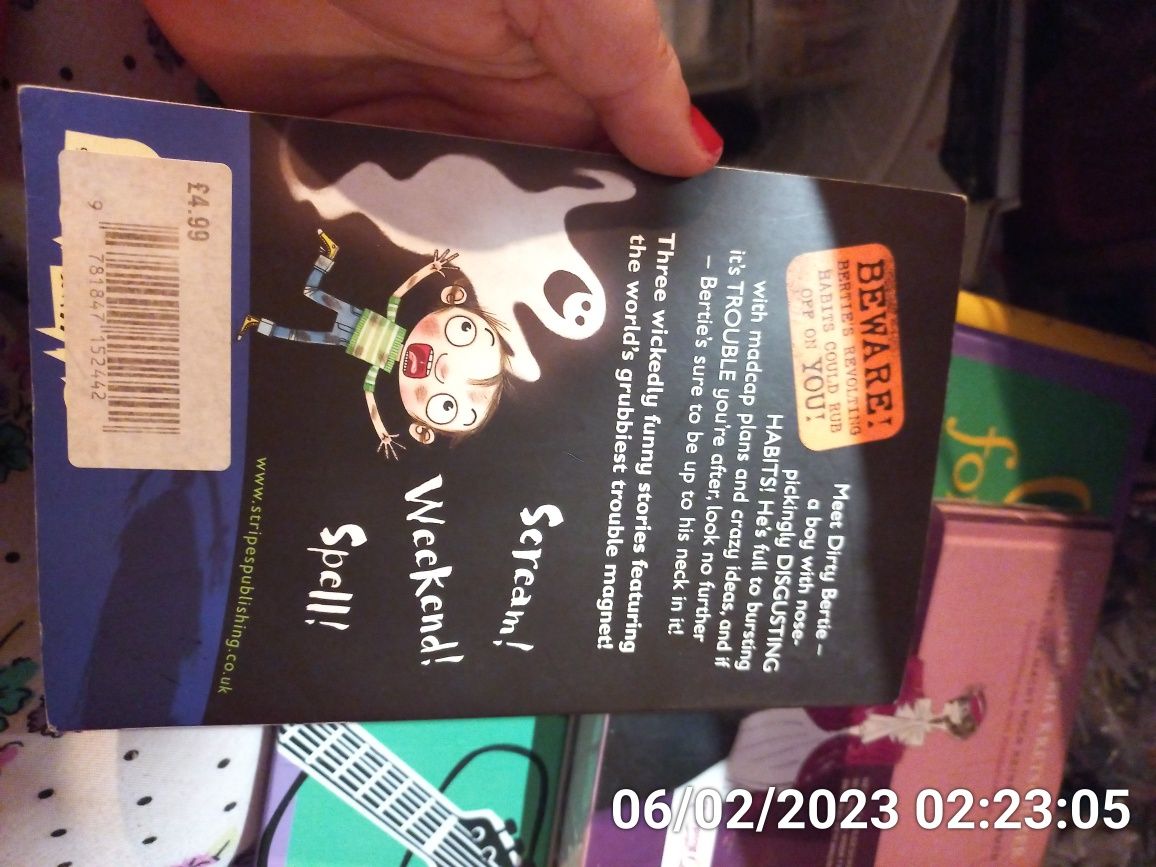 BEWARE!
BERTIE'S REVOLTING
HABITS COULD RUB
OFF ON YOU!
Meet Dirty Bertie –
a boy with nose-
pickingly DISGUSTING
HABITS! He's full to bursting
with madcap plans and crazy ideas, and if
it's TROUBLE you're after, look no further
– Bertie's sure to be up to his neck in it!
Three wickedly funny stories featuring
the world's grubbiest trouble magnet!
Scream!
Weekend!
Spell!
www.stripespublishing.co.uk
£4.99
9 781847 152442
fo
06/02/2023 02:23:05